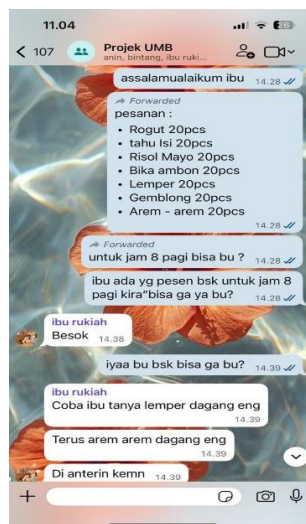 11.04
63
107
Projek UMB
anin, bintang, ibu ruki...
assalamualaikum ibu 14.28
Forwarded
pesanan :
• Rogut 20pcs
• tahu Isi 20pcs
• Risol Mayo 20pcs
• Bika ambon 20pcs
• Lemper 20pcs
• Gemblong 20pcs
• Arem - arem 20pcs
14.28
Forwarded
untuk jam 8 pagi bisa bu ? 14.28
ibu ada yg pesen bsk untuk jam 8
pagi kira"bisa ga ya bu? 14.28
ibu rukiah
Besok 14.38
iyaa bu bsk bisa ga bu? 14.39
ibu rukiah
Coba ibu tanya lemper dagang eng
14.39
Terus arem arem dagang eng
14.39
Di anterin kemn 14.39